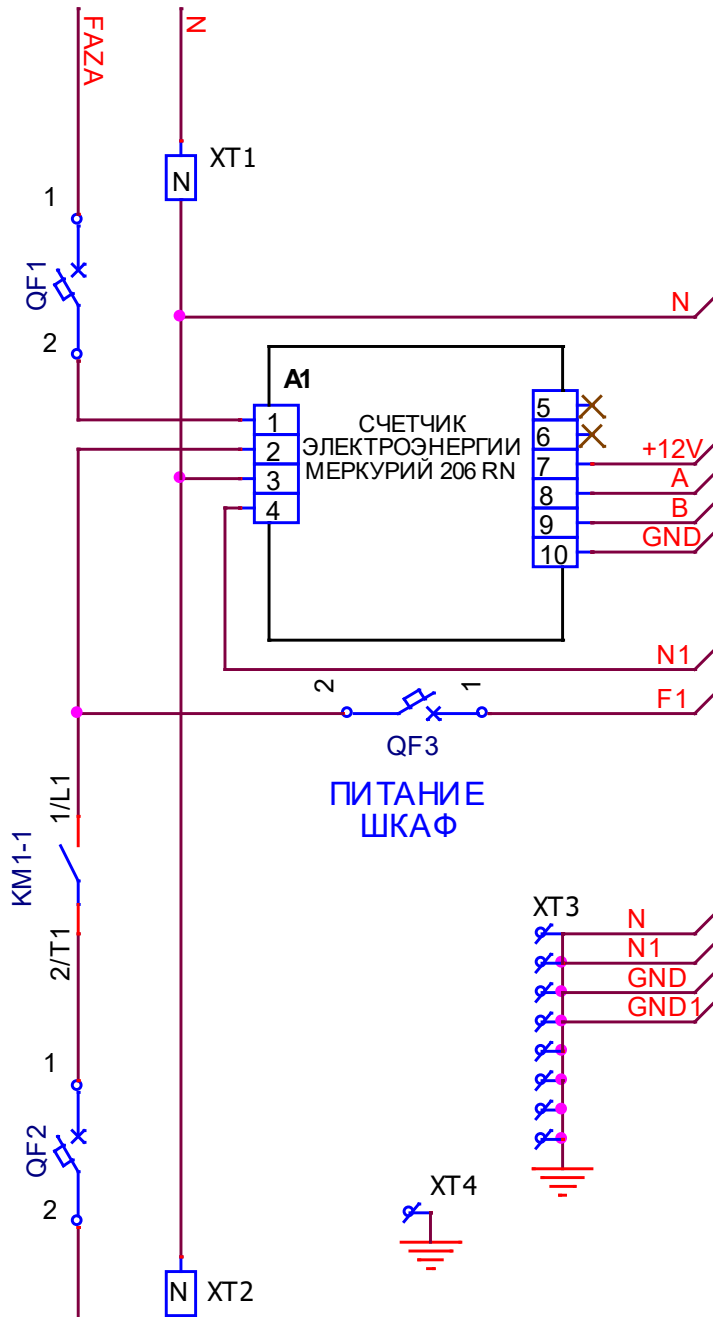 FAZA
N
XT1
N
1
QF1
2
N
A1
1
2
3
4
СЧЕТЧИК
ЭЛЕКТРОЭНЕРГИИ
МЕРКУРИЙ 206 RN
5
6
7
8
9
10
+12V
A
B
GND
N1
F1
2
1
QF3
ПИТАНИЕ
ШКАФ
1/L1
KM1-1
2/T1
XT3
N
N1
GND
GND1
1
QF2
2
XT4
N
XT2